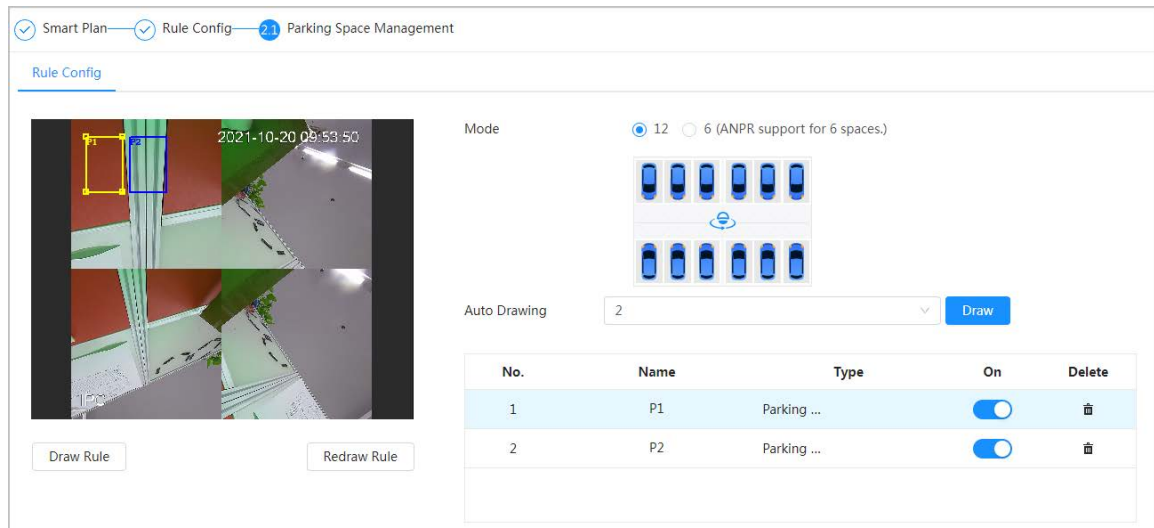 Smart Plan Rule Config 2.1 Parking Space Management
Rule Config
P1 P2 2021-10-20 09:53:50
IPC
Draw Rule Redraw Rule
Mode 12 6 (ANPR support for 6 spaces.)
Auto Drawing 2 Draw
No. Name Type On Delete
1 P1 Parking ...
2 P2 Parking ...